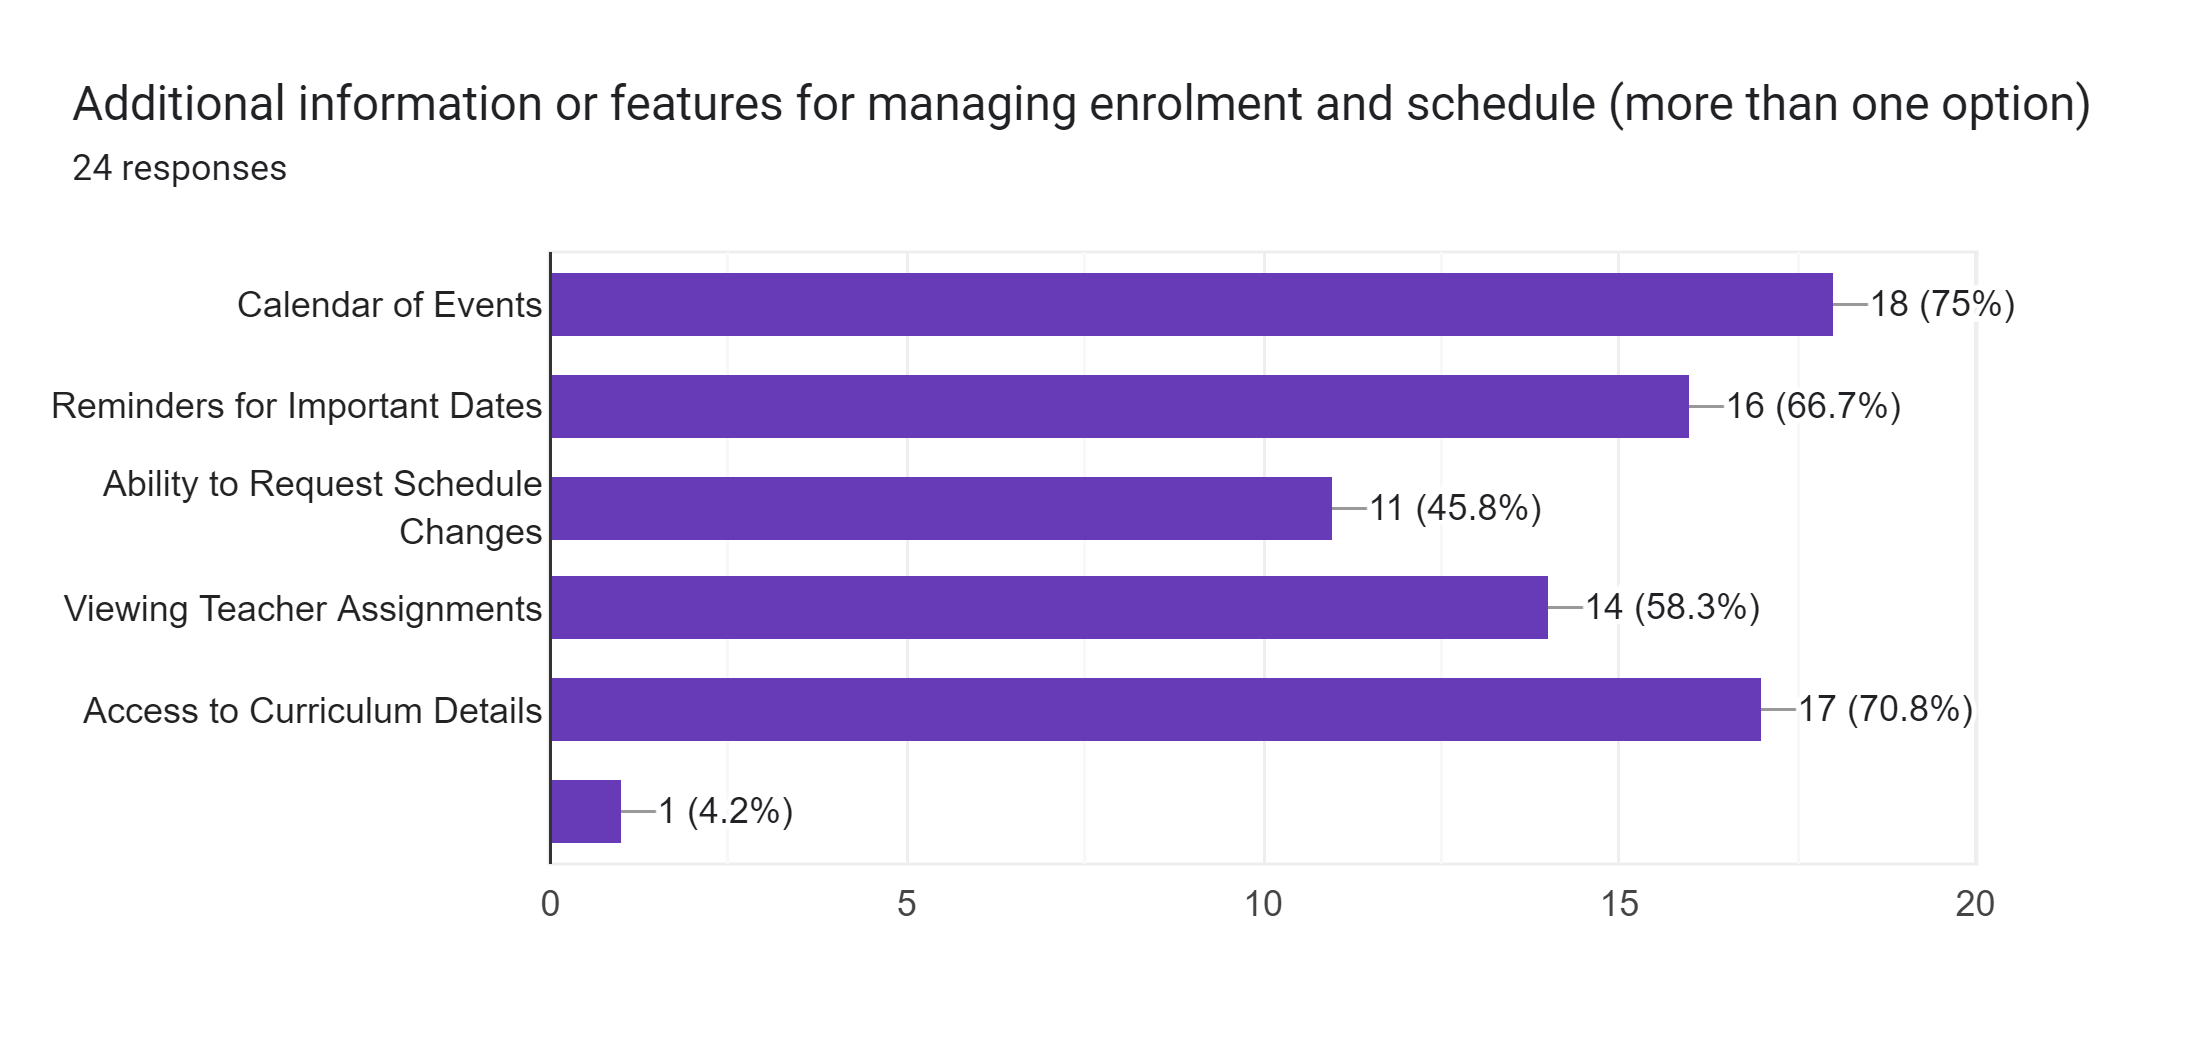 Additional information or features for managing enrolment and schedule (more than one option)
24 responses
Calendar of Events
18 (75%)
Reminders for Important Dates
16 (66.7%)
Ability to Request Schedule
Changes
11 (45.8%)
Viewing Teacher Assignments
14 (58.3%)
Access to Curriculum Details
17 (70.8%)
1 (4.2%)
0 5 10 15 20